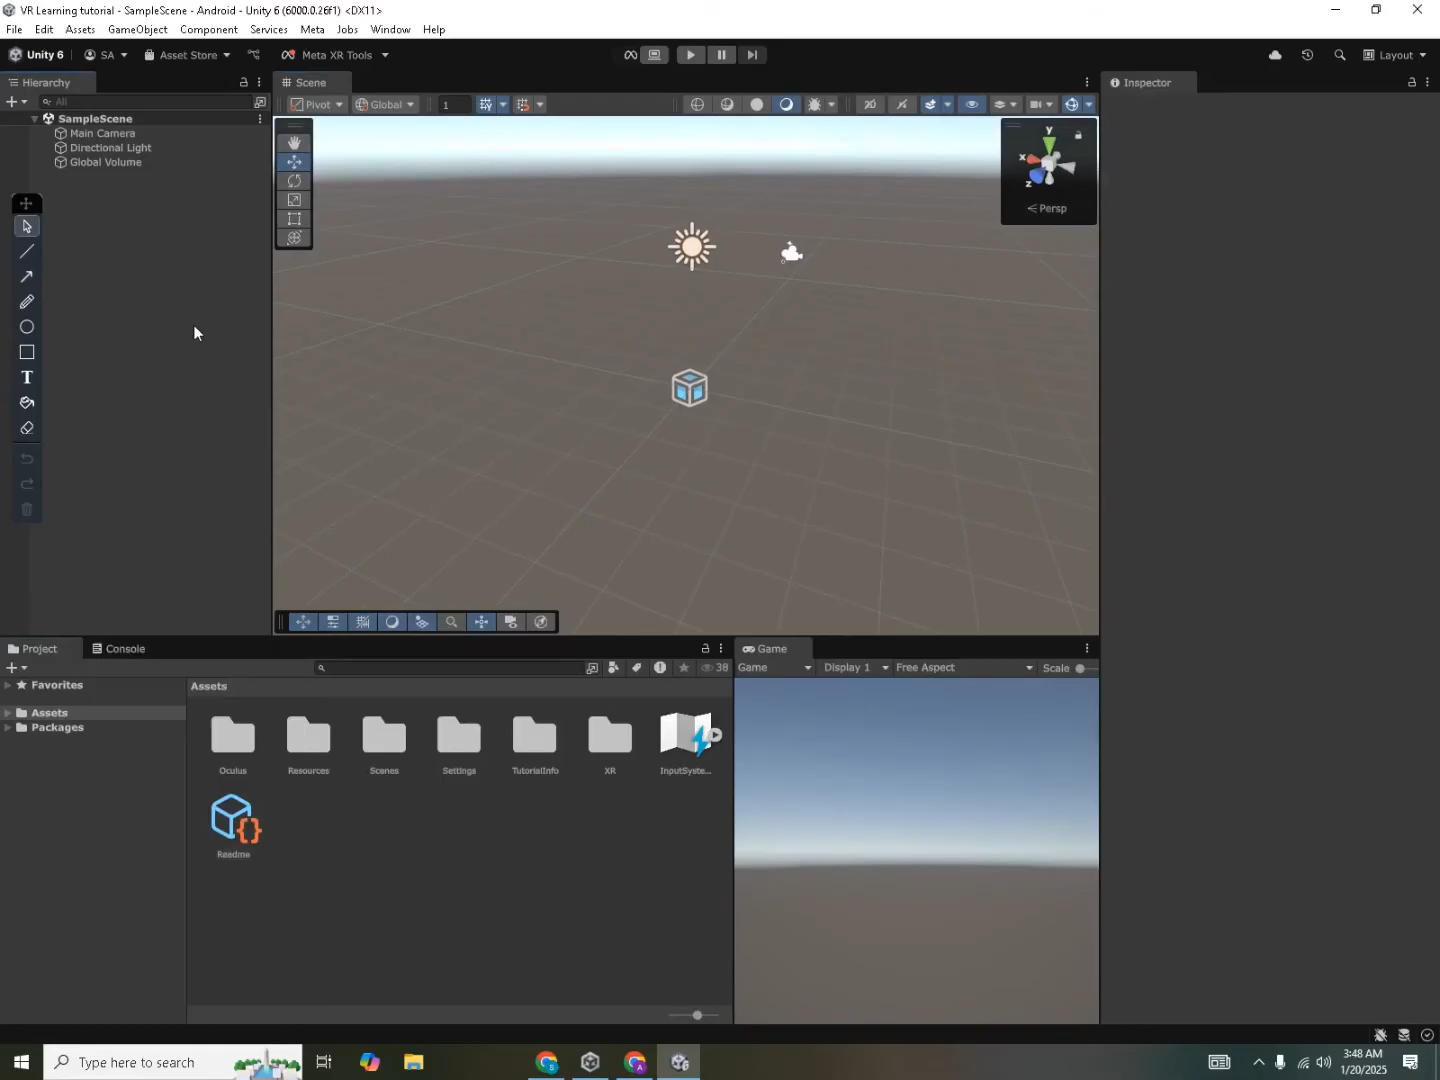 VR Learning tutorial - SampleScene - Android - Unity 6 (6000.0.26f1) <DX11>
File Edit Assets GameObject Component Services Meta Jobs Window Help
Unity 6 SA Asset Store Meta XR Tools Layout
Hierarchy
Scene
Inspector
All
Pivot Global 1 2D
SampleScene
Main Camera
Directional Light
Global Volume
y
x
z
Persp
T
Project Console
Game
38
Game Display 1 Free Aspect Scale
Favorites
Assets
Packages
Assets
Oculus Resources Scenes Settings TutorialInfo XR InputSyste...
Readme
Type here to search
3:48 AM
1/20/2025